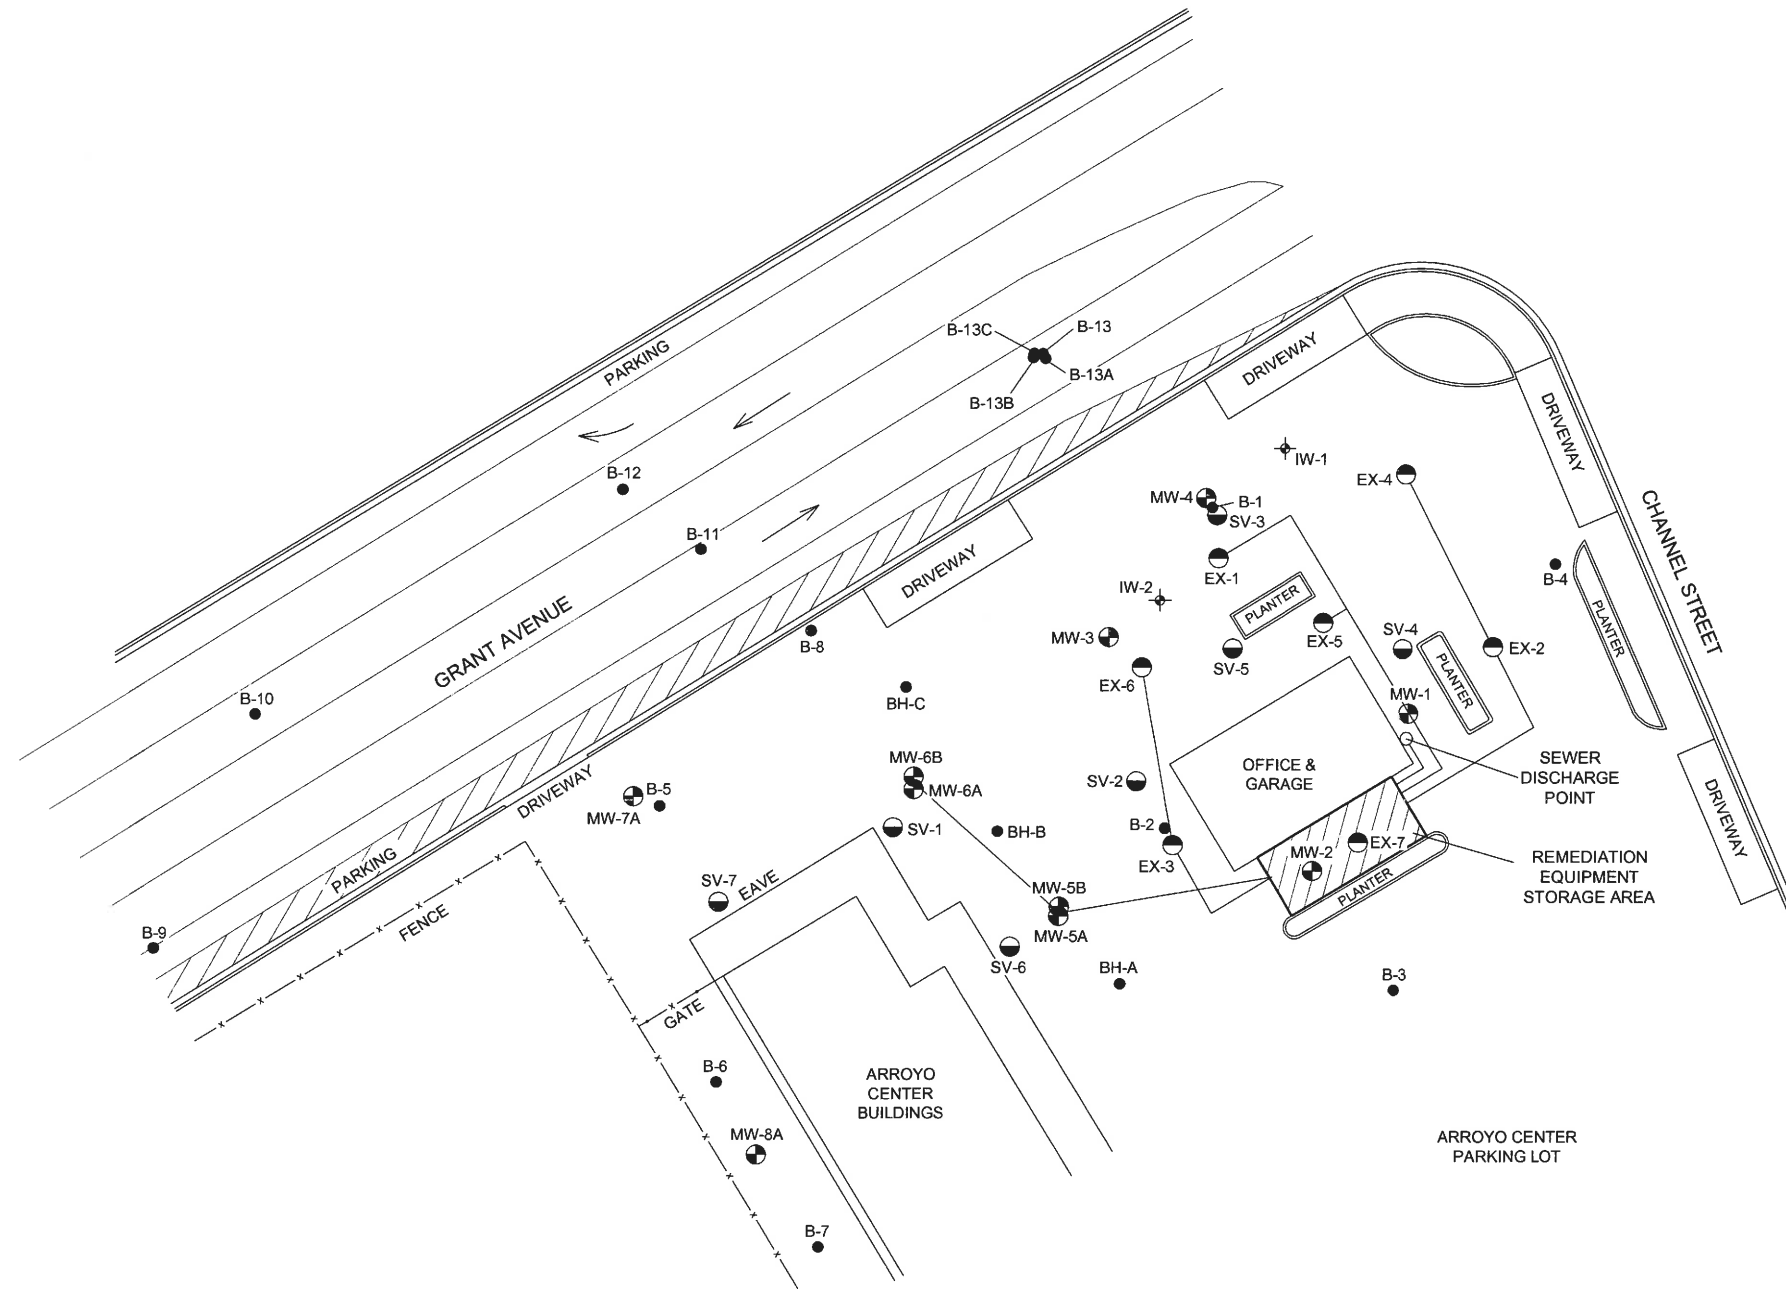 B-13C
B-13
PARKING
DRIVEWAY
B-13A
B-13B
DRIVEWAY
IW-1
B-12
EX-4
MW-4
B-1
SV-3
CHANNEL STREET
B-11
DRIVEWAY
EX-1
B-4
IW-2
PLANTER
PLANTER
GRANT AVENUE
MW-3
SV-4
B-8
EX-5
EX-2
SV-5
PLANTER
EX-6
B-10
BH-C
MW-1
MW-6B
SEWER
DISCHARGE
POINT
OFFICE &
GARAGE
DRIVEWAY
SV-2
MW-6A
B-5
MW-7A
DRIVEWAY
SV-1
B-2
BH-B
EX-7
MW-2
EX-3
REMEDIATION
EQUIPMENT
STORAGE AREA
PARKING
SV-7
EAVE
MW-5B
PLANTER
FENCE
B-9
MW-5A
SV-6
BH-A
B-3
GATE
B-6
ARROYO
CENTER
BUILDINGS
MW-8A
ARROYO CENTER
PARKING LOT
B-7